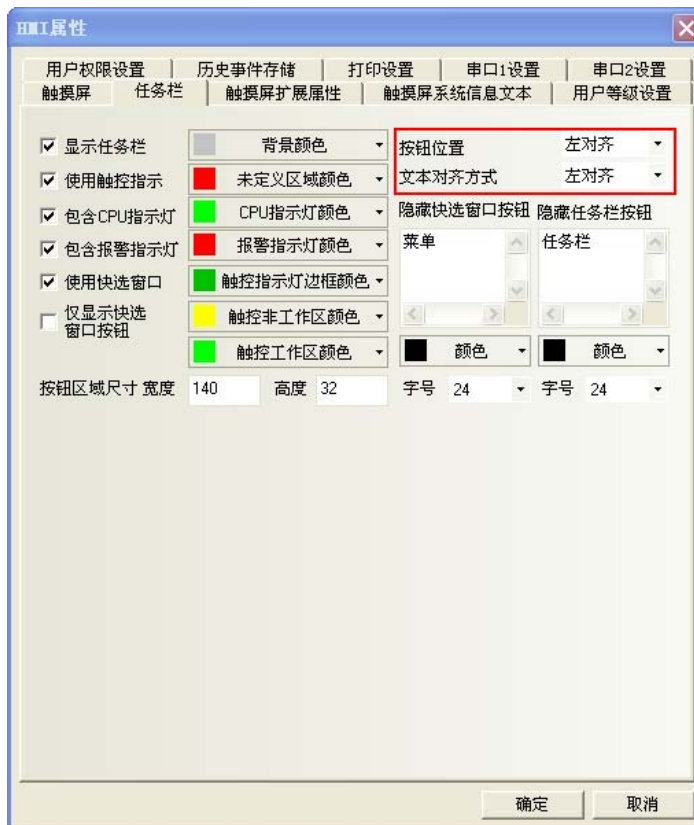 HMI属性
用户权限设置 历史事件存储 打印设置 串口1设置 串口2设置
触摸屏 任务栏 触摸屏扩展属性 触摸屏系统信息文本 用户等级设置
显示任务栏 背景颜色 按钮位置 左对齐
使用触控指示 未定义区域颜色 文本对齐方式 左对齐
包含CPU指示灯 CPU指示灯颜色 隐藏快选窗口按钮 隐藏任务栏按钮
包含报警指示灯 报警指示灯颜色 菜单 任务栏
使用快选窗口 触控指示灯边框颜色
仅显示快选 触控非工作区颜色
窗口按钮
触控工作区颜色 颜色 颜色
按钮区域尺寸 宽度 140 高度 32 字号 24 字号 24
确定 取消